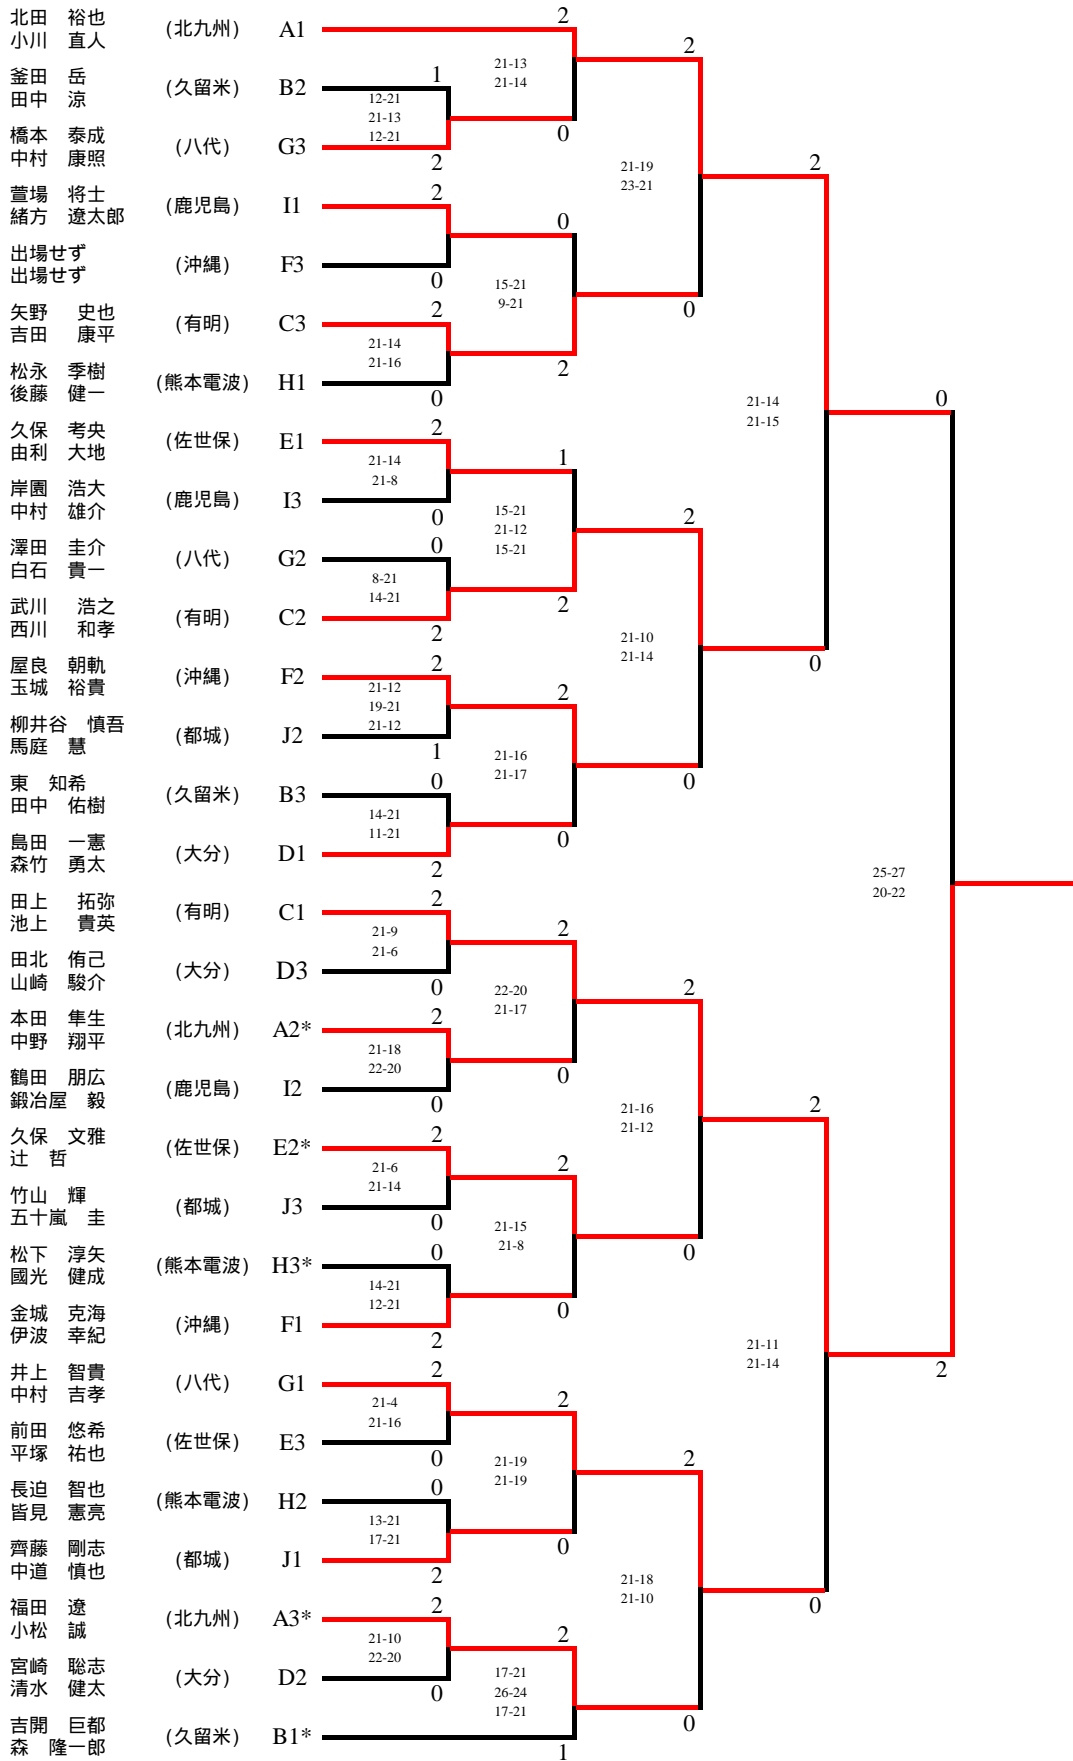 北田　裕也
小川　直人
(北九州)　A1
釜田　岳
田中　涼
(久留米)　B2
橋本　泰成
中村　康照
(八代)　G3
萱場　将士
緒方　遼太郎
(鹿児島)　I1
出場せず
出場せず
(沖縄)　F3
矢野　史也
吉田　康平
(有明)　C3
松永　季樹
後藤　健一
(熊本電波)　H1
久保　考央
由利　大地
(佐世保)　E1
岸園　浩大
中村　雄介
(鹿児島)　I3
澤田　圭介
白石　貴一
(八代)　G2
武川　浩之
西川　和孝
(有明)　C2
屋良　朝軌
玉城　裕貴
(沖縄)　F2
柳井谷　慎吾
馬庭　慧
(都城)　J2
東　知希
田中　佑樹
(久留米)　B3
島田　一憲
森竹　勇太
(大分)　D1
田上　拓弥
池上　貴英
(有明)　C1
田北　侑己
山崎　駿介
(大分)　D3
本田　隼生
中野　翔平
(北九州)　A2*
鶴田　朋広
鍛冶屋　毅
(鹿児島)　I2
久保　文雅
辻　哲
(佐世保)　E2*
竹山　輝
五十嵐　圭
(都城)　J3
松下　淳矢
國光　健成
(熊本電波)　H3*
金城　克海
伊波　幸紀
(沖縄)　F1
井上　智貴
中村　吉孝
(八代)　G1
前田　悠希
平塚　祐也
(佐世保)　E3
長迫　智也
皆見　憲亮
(熊本電波)　H2
齊藤　剛志
中道　慎也
(都城)　J1
福田　遼
小松　誠
(北九州)　A3*
宮崎　聡志
清水　健太
(大分)　D2
吉開　巨都
森　隆一郎
(久留米)　B1*
1
12-21
21-13
12-21
2
2
0
2
21-14
21-16
0
2
21-14
21-8
0
0
8-21
14-21
2
2
21-12
19-21
21-12
1
0
14-21
11-21
2
2
21-9
21-6
0
2
21-18
22-20
0
2
21-6
21-14
0
0
14-21
12-21
2
2
21-4
21-16
0
0
13-21
17-21
2
2
21-10
22-20
0
2
21-13
21-14
0
0
15-21
9-21
2
1
15-21
21-12
15-21
2
2
21-16
21-17
0
2
22-20
21-17
0
2
21-15
21-8
0
2
21-19
21-19
0
2
17-21
26-24
17-21
1
2
21-19
23-21
0
2
21-10
21-14
0
2
21-16
21-12
0
2
21-18
21-10
0
2
21-14
21-15
0
2
21-11
21-14
0
0
25-27
20-22
2